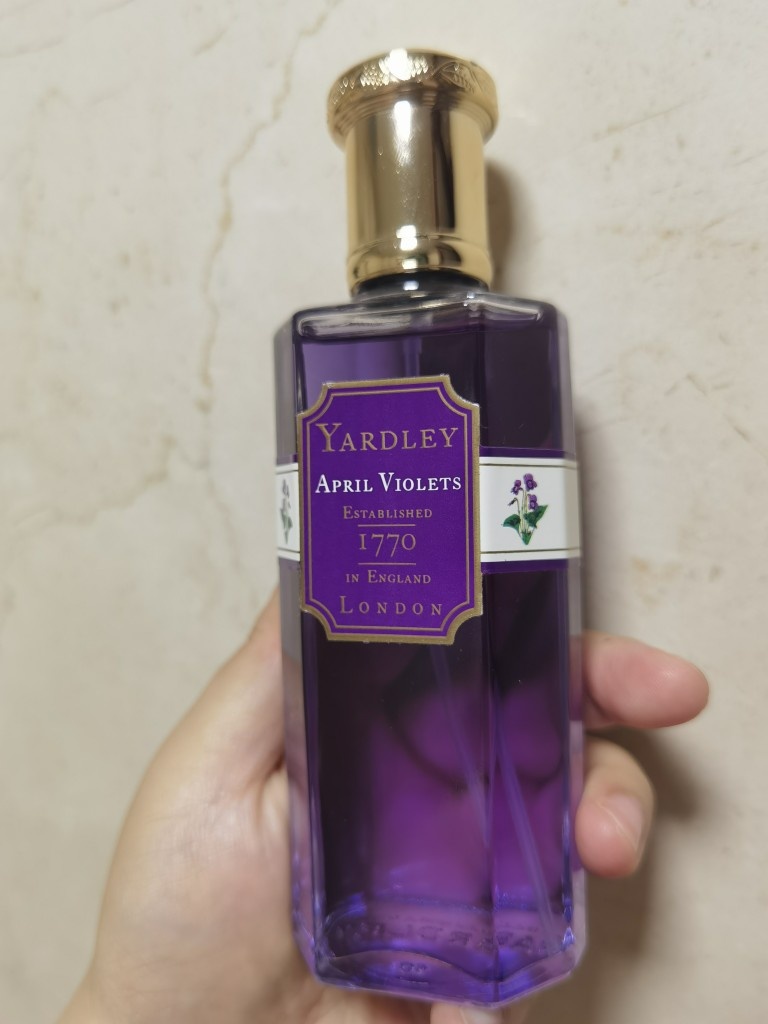 YARDLEY
APRIL VIOLETS
ESTABLISHED
1770
IN ENGLAND
LONDON